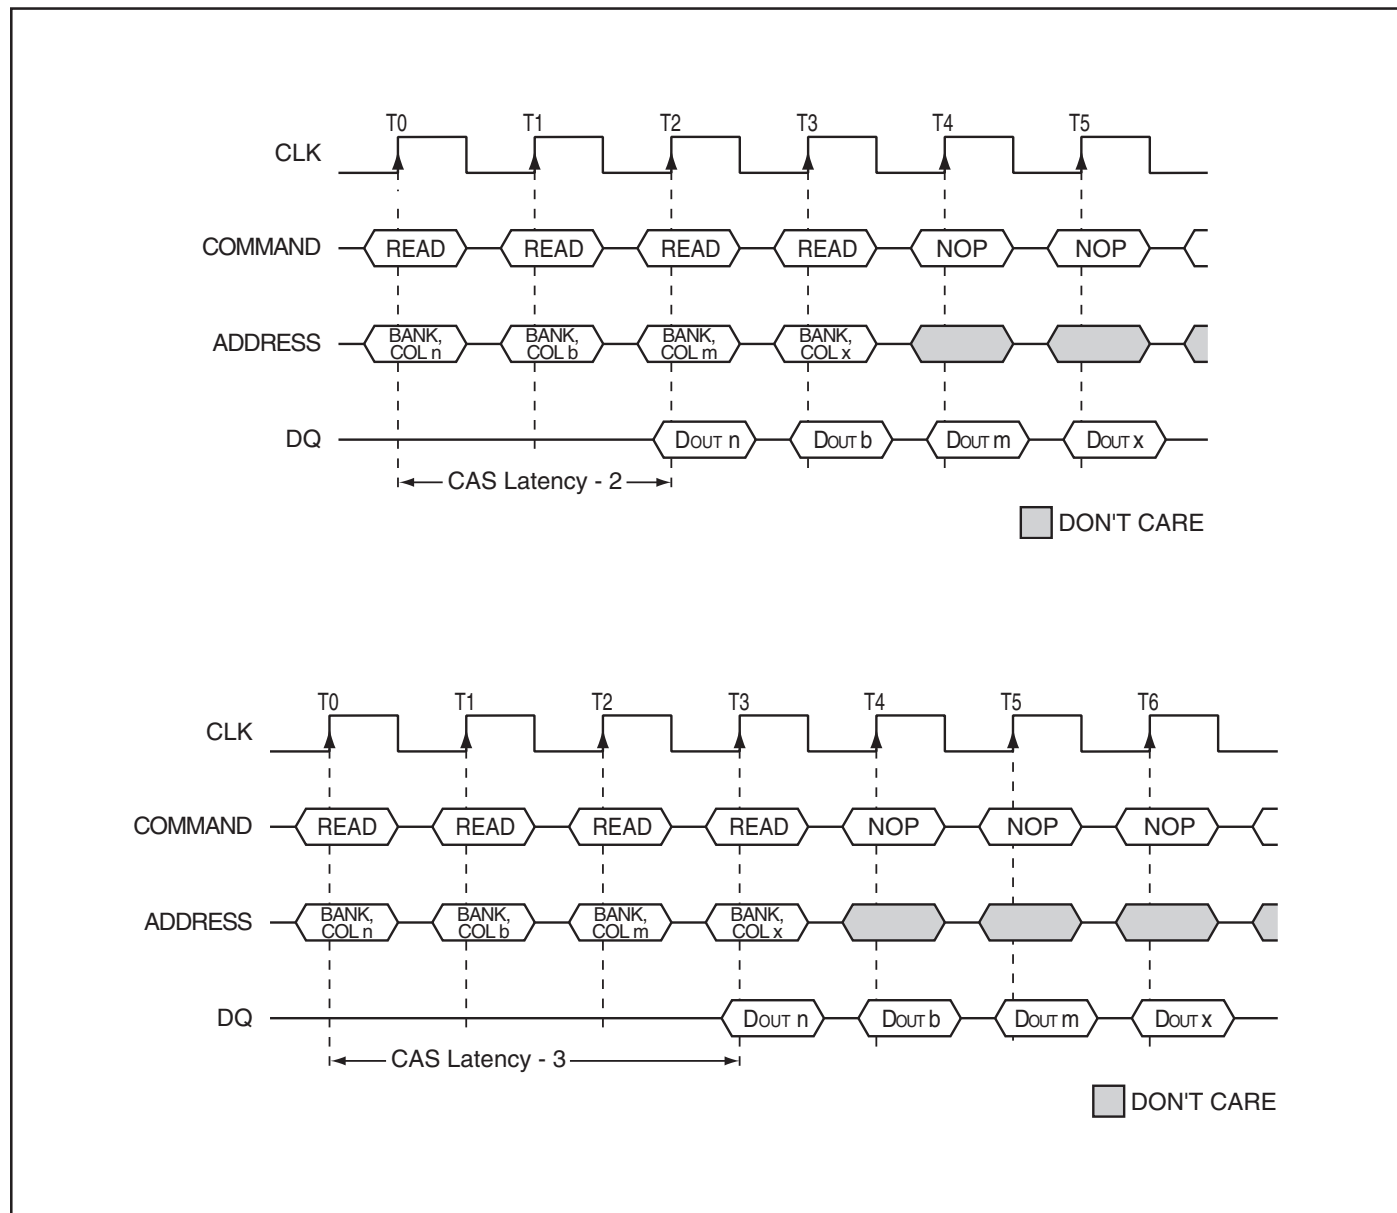 T0 T1 T2 T3 T4 T5
CLK
COMMAND READ READ READ READ NOP NOP
ADDRESS BANK, COL n BANK, COL b BANK, COL m BANK, COL x
DQ DOUT n DOUT b DOUT m DOUT x
CAS Latency - 2
DON'T CARE
T0 T1 T2 T3 T4 T5 T6
CLK
COMMAND READ READ READ READ NOP NOP NOP
ADDRESS BANK, COL n BANK, COL b BANK, COL m BANK, COL x
DQ DOUT n DOUT b DOUT m DOUT x
CAS Latency - 3
DON'T CARE